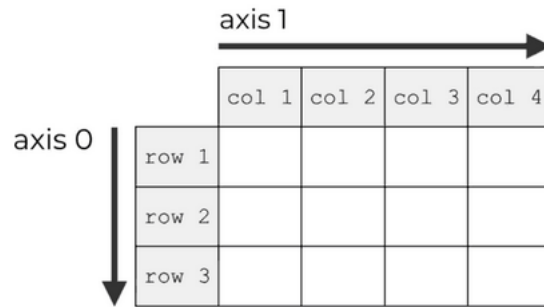 axis 1
col 1 col 2 col 3 col 4
axis 0
row 1
row 2
row 3